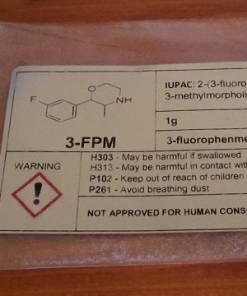 F
O
NH
IUPAC: 2-(3-fluoro
3-methylmorpholi
3-FPM
1g
3-fluorophenme
WARNING
H303 - May be harmful if swallowed
H313 - May be harmful in contact with
P102 - Keep out of reach of children
P261 - Avoid breathing dust
NOT APPROVED FOR HUMAN CONS